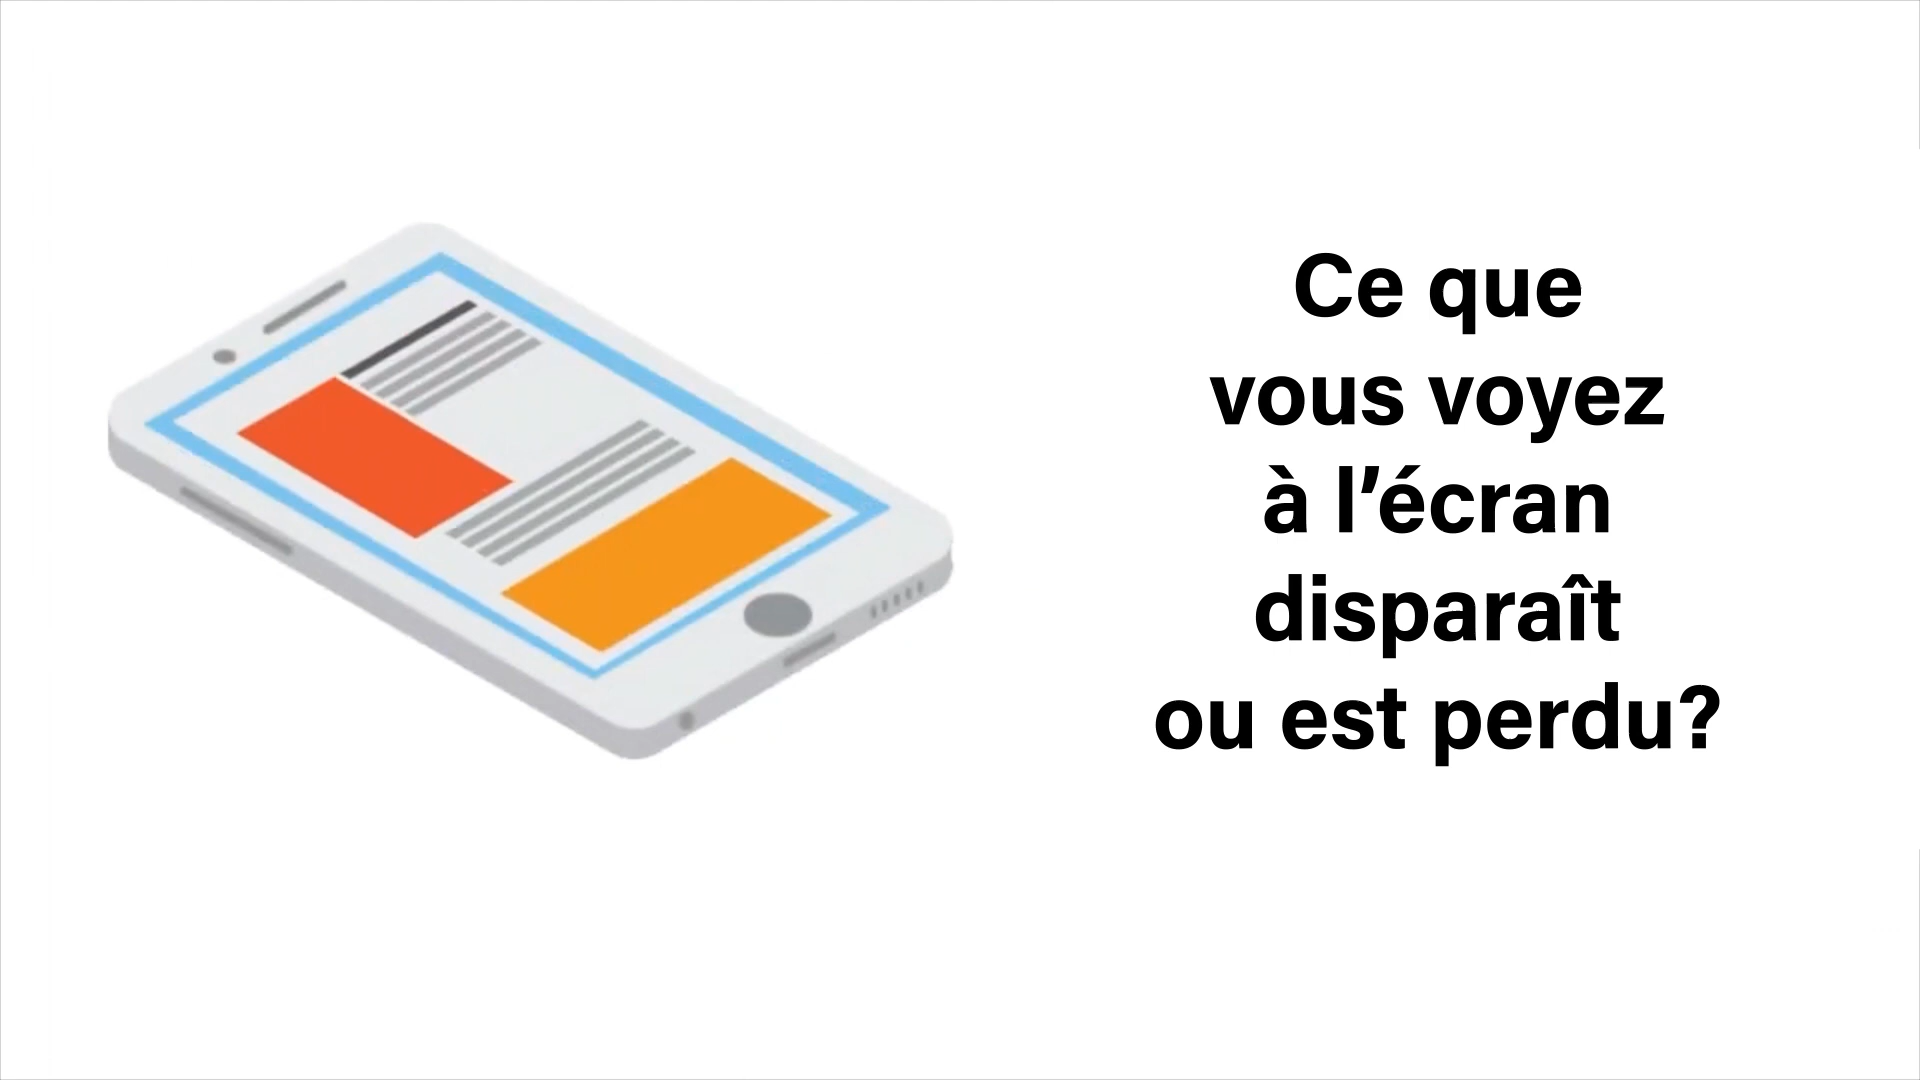 Ce que
vous voyez
à l’écran
disparaît
ou est perdu?